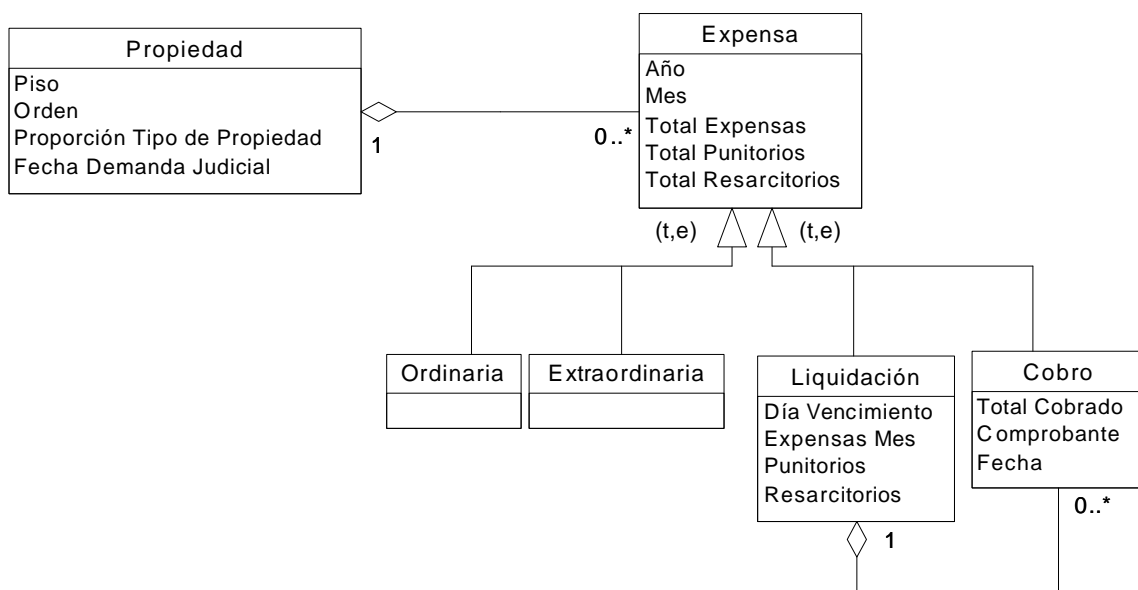 Propiedad
Piso
Orden
Proporción Tipo de Propiedad
Fecha Demanda Judicial
1
0..*
Expensa
Año
Mes
Total Expensas
Total Punitorios
Total Resarcitorios
(t,e)
(t,e)
Ordinaria
Extraordinaria
Liquidación
Día Vencimiento
Expensas Mes
Punitorios
Resarcitorios
1
Cobro
Total Cobrado
Comprobante
Fecha
0..*